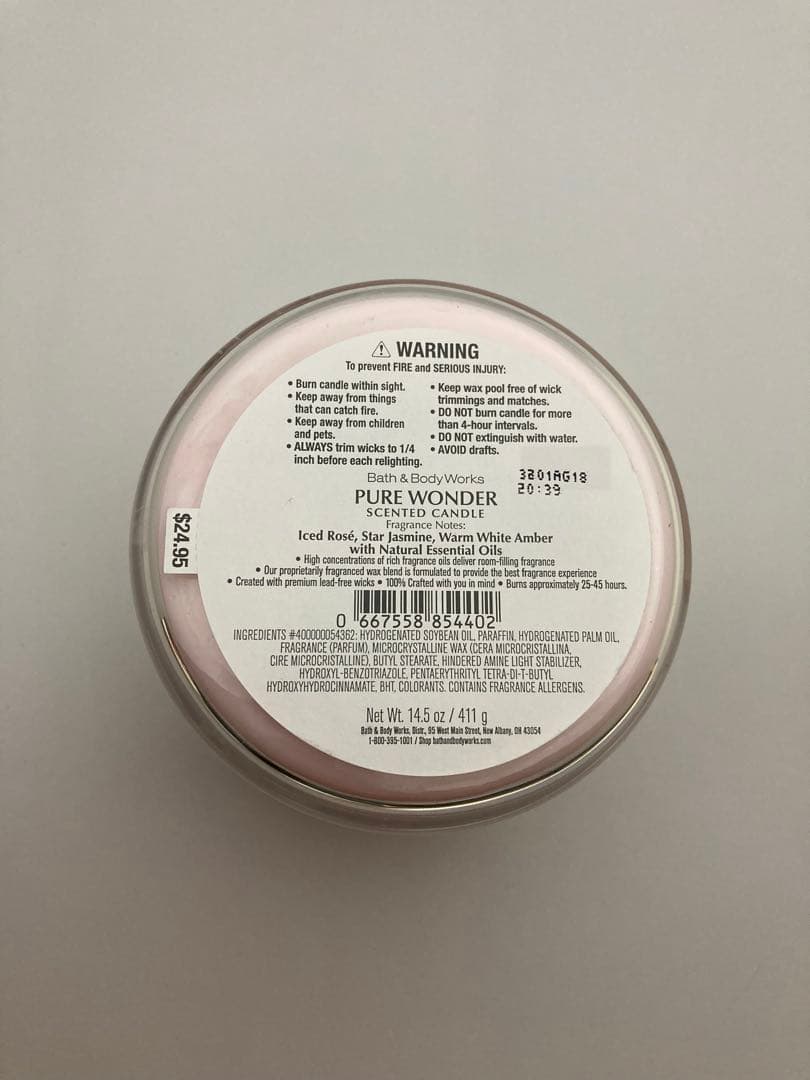 ⚠ WARNING
To prevent FIRE and SERIOUS INJURY:
• Burn candle within sight.
• Keep away from things
that can catch fire.
• Keep away from children
and pets.
• ALWAYS trim wicks to 1/4
inch before each relighting.
• Keep wax pool free of wick
trimmings and matches.
• DO NOT burn candle for more
than 4-hour intervals.
• DO NOT extinguish with water.
• AVOID drafts.
3201AG18
20:39
Bath & Body Works
PURE WONDER
SCENTED CANDLE
Fragrance Notes:
Iced Rosé, Star Jasmine, Warm White Amber
with Natural Essential Oils
• High concentrations of rich fragrance oils deliver room-filling fragrance
• Our proprietarily fragranced wax blend is formulated to provide the best fragrance experience
• Created with premium lead-free wicks • 100% Crafted with you in mind • Burns approximately 25-45 hours.
$24.95
0 667558 854402
INGREDIENTS #400000054362: HYDROGENATED SOYBEAN OIL, PARAFFIN, HYDROGENATED PALM OIL,
FRAGRANCE (PARFUM), MICROCRYSTALLINE WAX (CERA MICROCRISTALLINA,
CIRE MICROCRISTALLINE), BUTYL STEARATE, HINDERED AMINE LIGHT STABILIZER,
HYDROXYL-BENZOTRIAZOLE, PENTAERYTHRITYL TETRA-DI-T-BUTYL
HYDROXYHYDROCINNAMATE, BHT, COLORANTS. CONTAINS FRAGRANCE ALLERGENS.
Net Wt. 14.5 oz / 411 g
Bath & Body Works, Distr., 95 West Main Street, New Albany, OH 43054
1-800-395-1001 / Shop bathandbodyworks.com